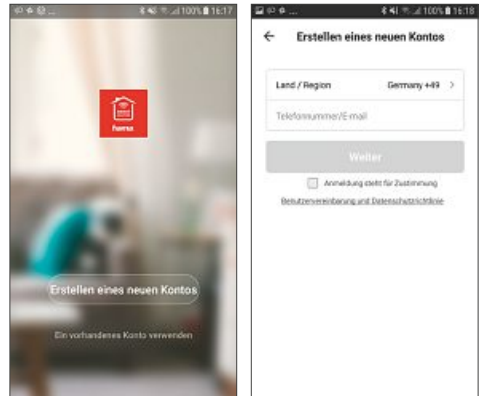 100% 16:17
hama
Erstellen eines neuen Kontos
Ein vorhandenes Konto verwenden
100% 16:18
Erstellen eines neuen Kontos
Land / Region Germany +49 >
Telefonnummer/E-mail
Weiter
Anmeldung steht für Zustimmung
Benutzervereinbarung und Datenschutzrichtlinie